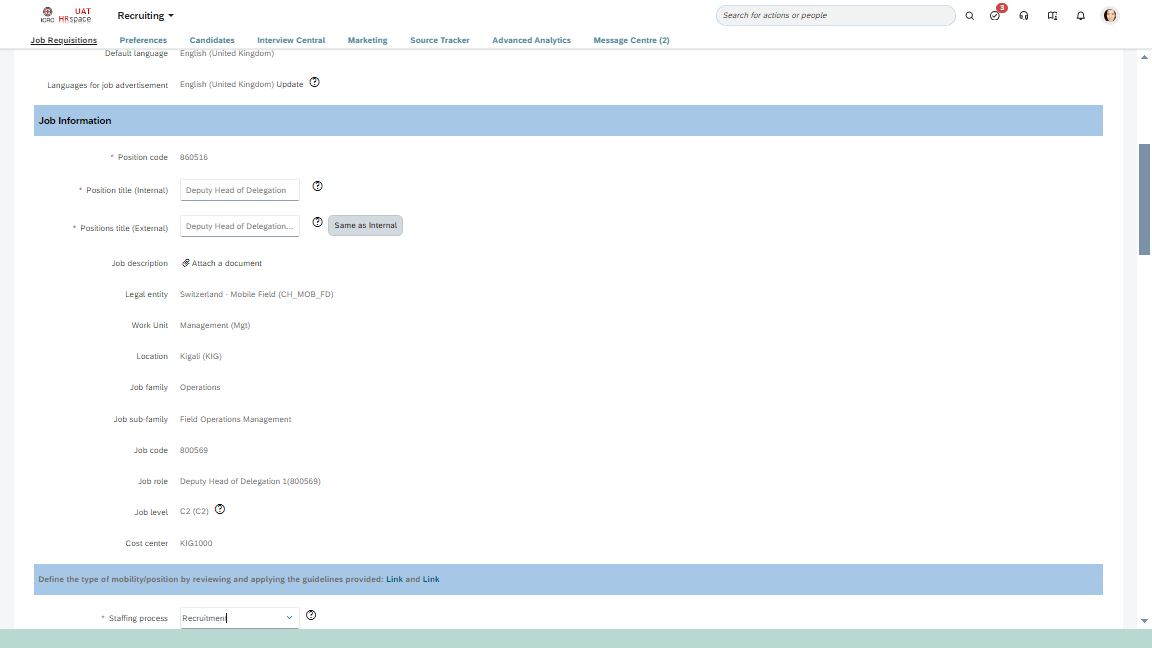 ICRC UAT HRspace Recruiting Search for actions or people 3
Job Requisitions Preferences Candidates Interview Central Marketing Source Tracker Advanced Analytics Message Centre (2)
Default language English (United Kingdom)
Languages for job advertisement English (United Kingdom) Update ?
Job Information
* Position code 860516
* Position title (Internal) Deputy Head of Delegation ?
* Positions title (External) Deputy Head of Delegation... ? Same as Internal
Job description Attach a document
Legal entity Switzerland - Mobile Field (CH_MOB_FD)
Work Unit Management (Mgt)
Location Kigali (KIG)
Job family Operations
Job sub-family Field Operations Management
Job code 800569
Job role Deputy Head of Delegation 1(800569)
Job level C2 (C2) ?
Cost center KIG1000
Define the type of mobility/position by reviewing and applying the guidelines provided: Link and Link
* Staffing process Recruitment ?